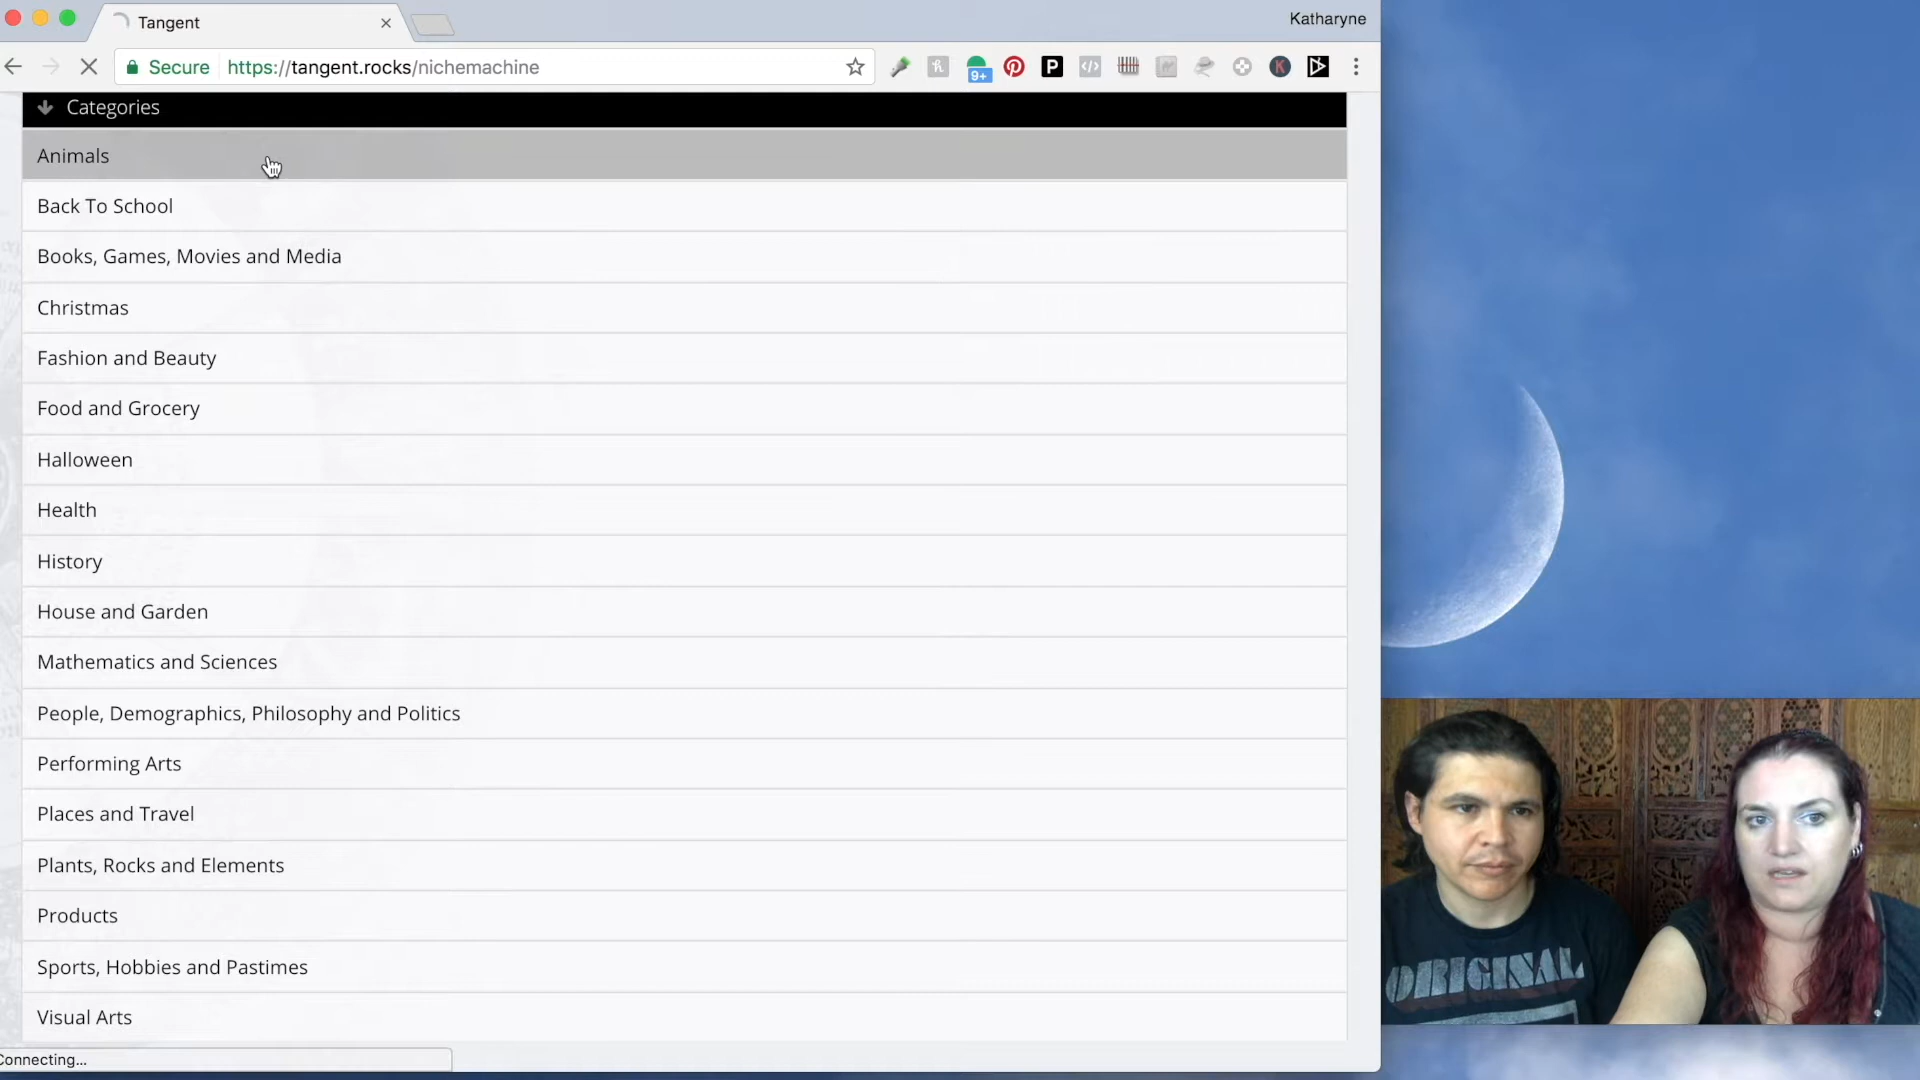 Tangent
Katharyne
Secure https://tangent.rocks/nichemachine
9+
Categories
Animals
Back To School
Books, Games, Movies and Media
Christmas
Fashion and Beauty
Food and Grocery
Halloween
Health
History
House and Garden
Mathematics and Sciences
People, Demographics, Philosophy and Politics
Performing Arts
Places and Travel
Plants, Rocks and Elements
Products
Sports, Hobbies and Pastimes
Visual Arts
Connecting...
ORIGINAL